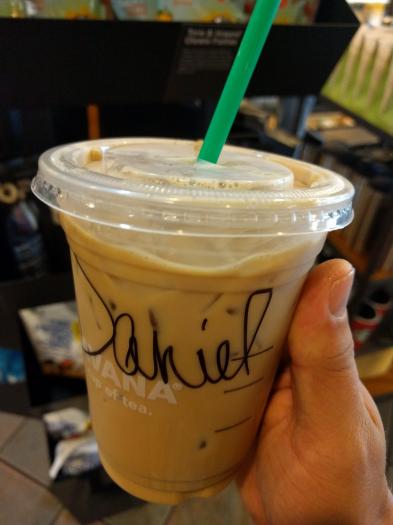 Daniel
VANA®
p of tea.